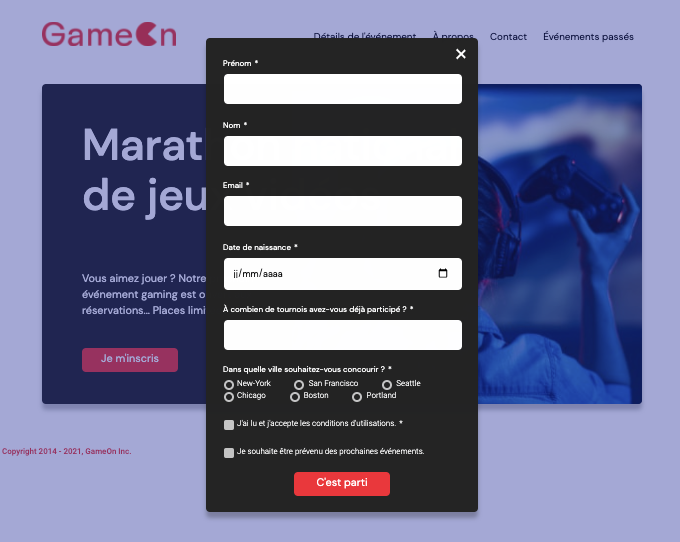 GameOn
Détails de l'événement À propos Contact Événements passés
×
Prénom *
Nom *
Email *
Date de naissance *
jj/mm/aaaa
À combien de tournois avez-vous déjà participé ? *
Dans quelle ville souhaitez-vous concourir ? *
New-York San Francisco Seattle
Chicago Boston Portland
J'ai lu et j'accepte les conditions d'utilisations. *
Je souhaite être prévenu des prochaines événements.
C'est parti
Marat
de jeu
Vous aimez jouer ? Notre
événement gaming est o
réservations... Places limi
Je m'inscris
Copyright 2014 - 2021, GameOn Inc.